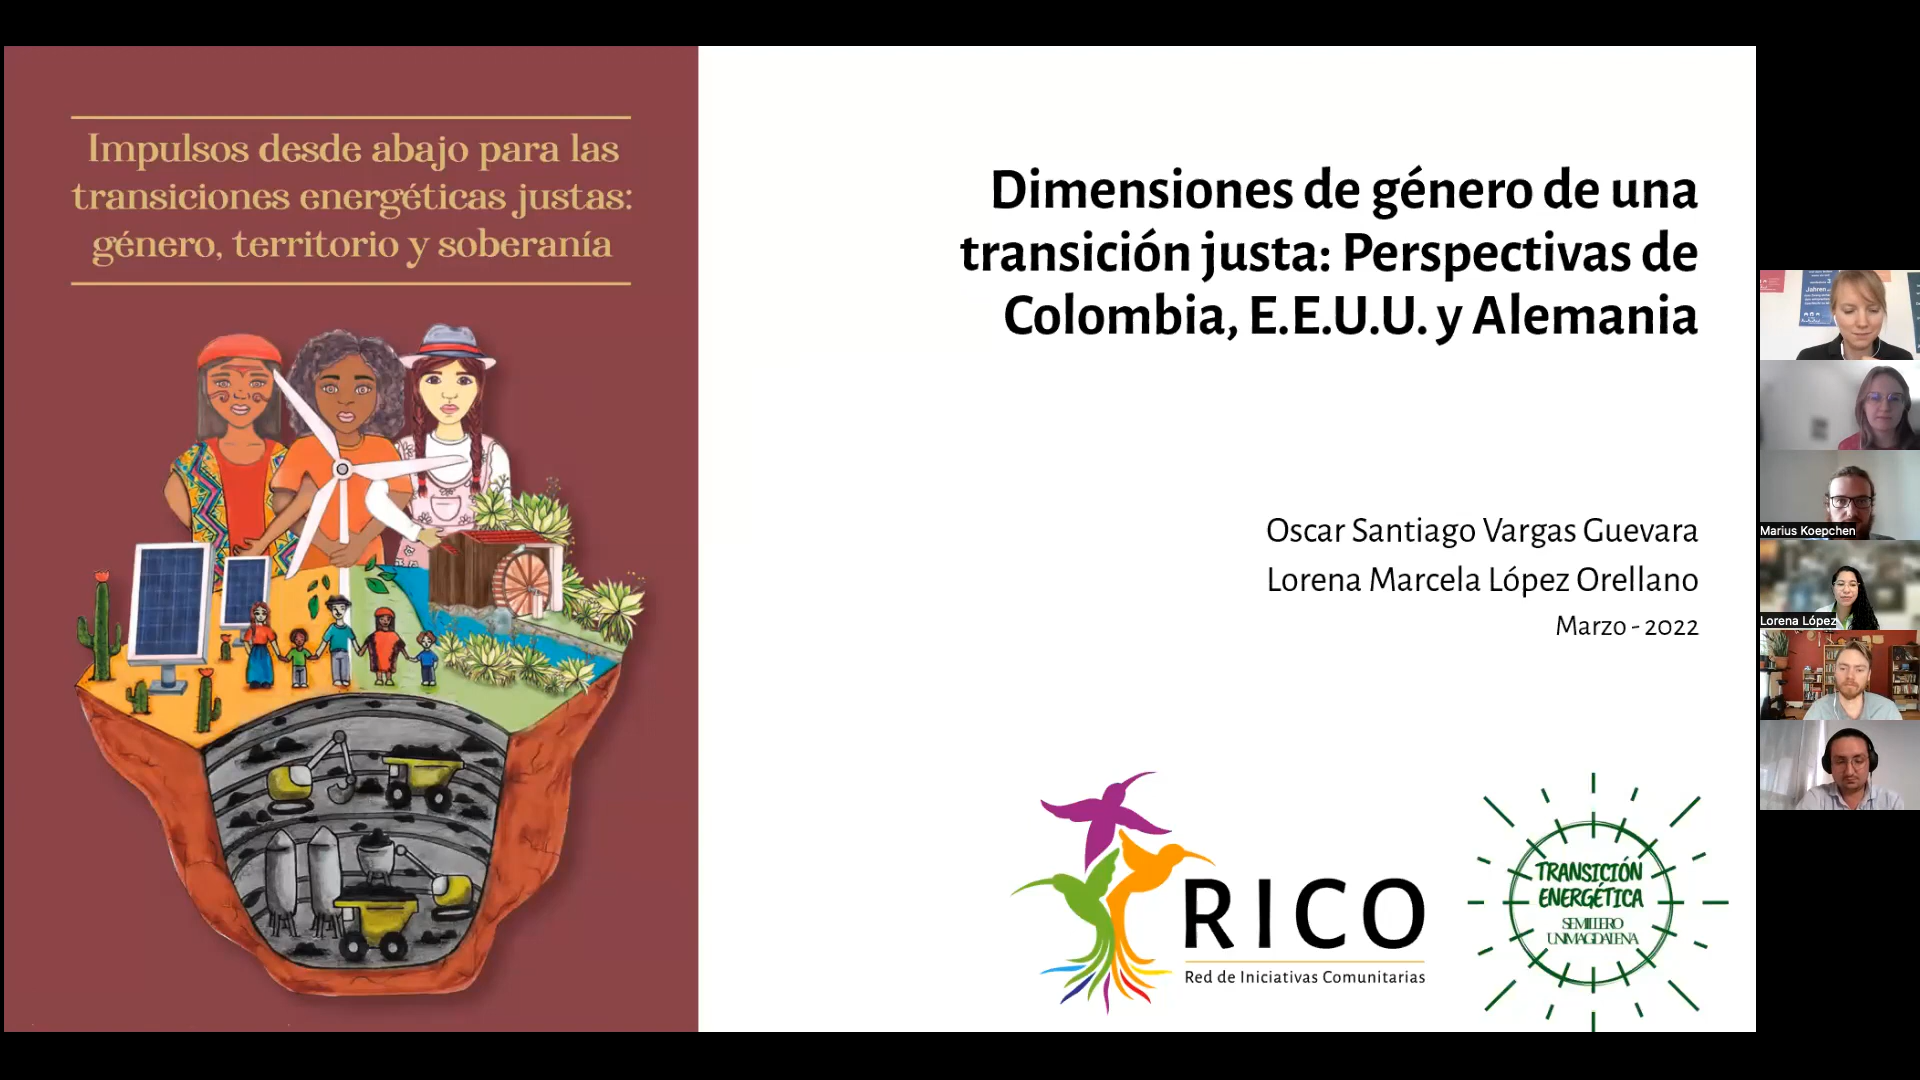 Impulsos desde abajo para las
transiciones energéticas justas:
género, territorio y soberanía
Dimensiones de género de una
transición justa: Perspectivas de
Colombia, E.E.U.U. y Alemania
Oscar Santiago Vargas Guevara
Lorena Marcela López Orellano
Marzo - 2022
RICO
Red de Iniciativas Comunitarias
TRANSICIÓN
ENERGÉTICA
SEMILLERO
UNIMAGDALENA
Jahren
Marius Koepchen
Lorena López